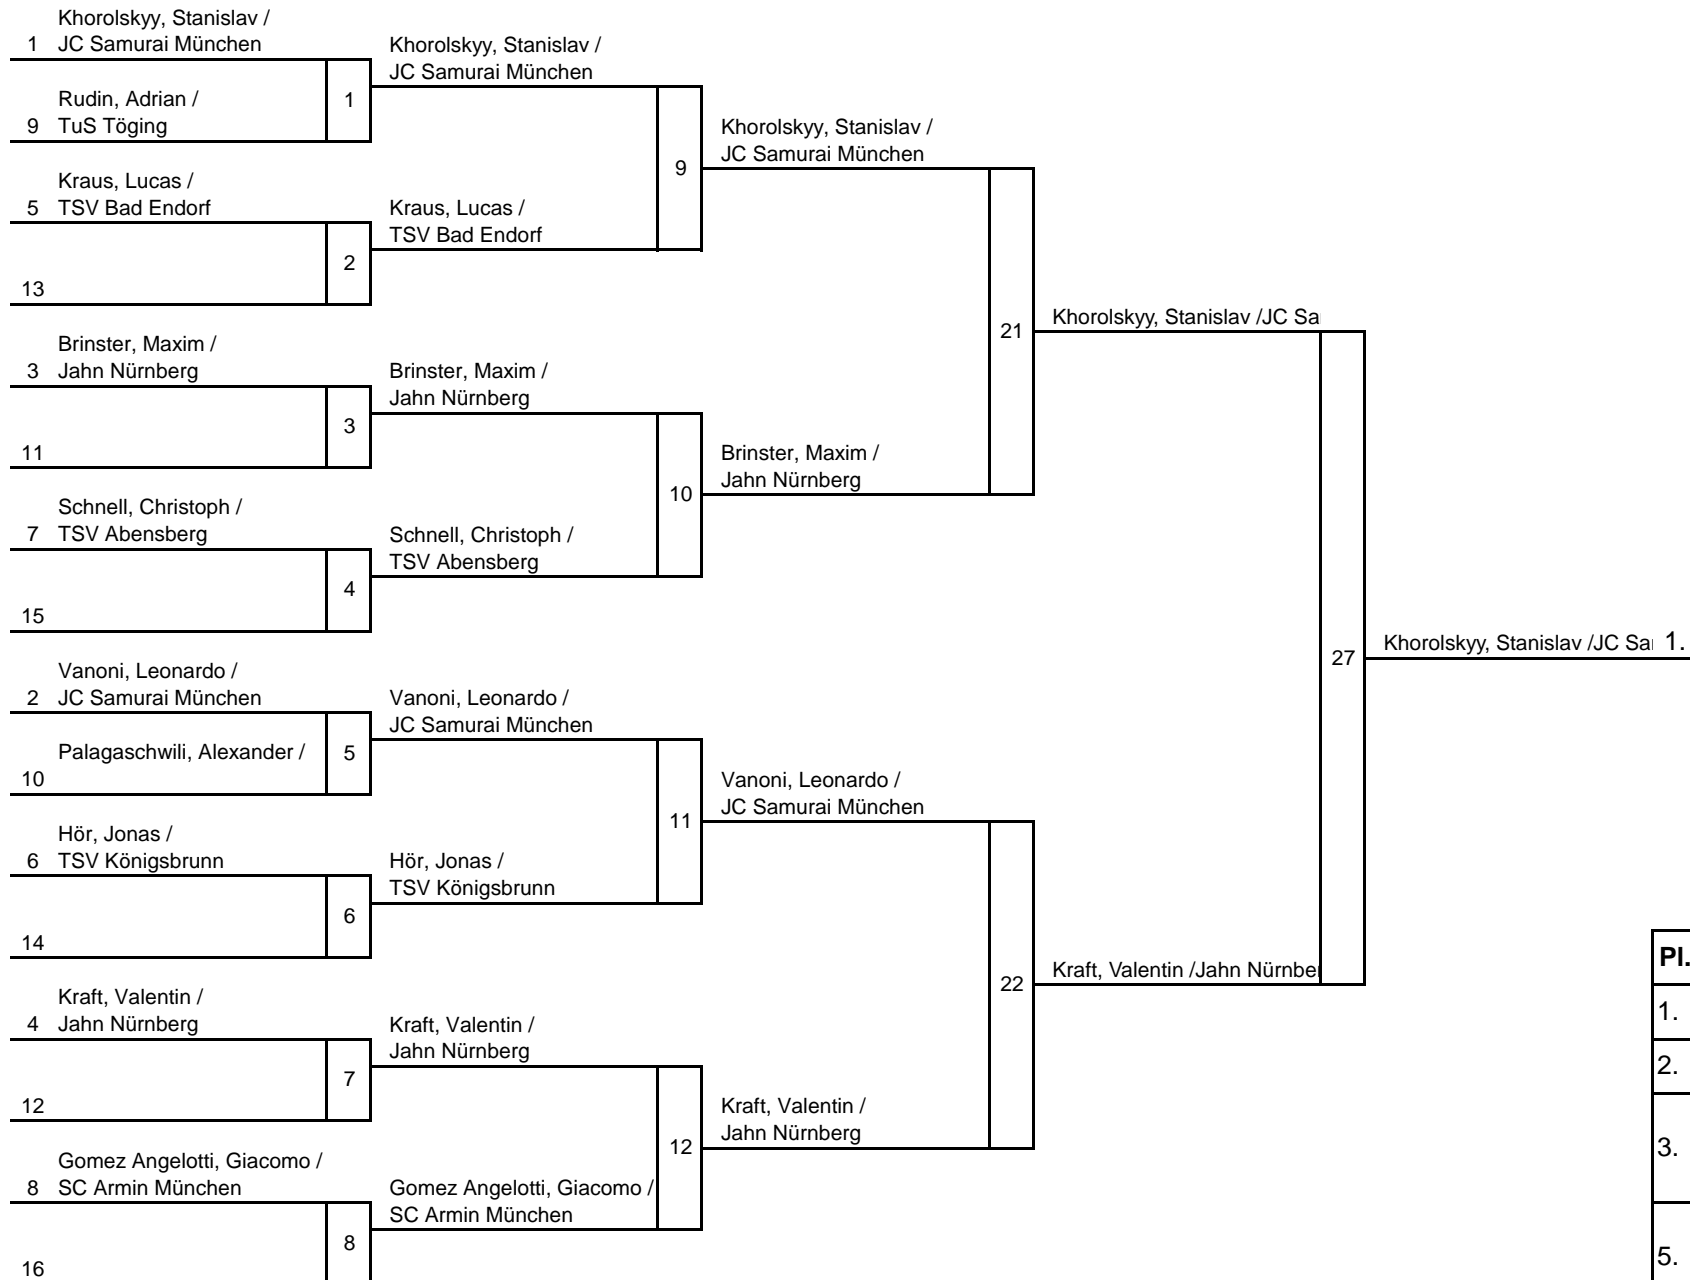 Khorolskyy, Stanislav /
1 JC Samurai München
Rudin, Adrian /
9 TuS Töging
1
Kraus, Lucas /
5 TSV Bad Endorf
13
2
Brinster, Maxim /
3 Jahn Nürnberg
11
3
Schnell, Christoph /
7 TSV Abensberg
15
4
Vanoni, Leonardo /
2 JC Samurai München
Palagaschwili, Alexander /
10
5
Hör, Jonas /
6 TSV Königsbrunn
14
6
Kraft, Valentin /
4 Jahn Nürnberg
12
7
Gomez Angelotti, Giacomo /
8 SC Armin München
16
8
Khorolskyy, Stanislav /
JC Samurai München
Kraus, Lucas /
TSV Bad Endorf
9
Brinster, Maxim /
Jahn Nürnberg
Schnell, Christoph /
TSV Abensberg
10
Vanoni, Leonardo /
JC Samurai München
Hör, Jonas /
TSV Königsbrunn
11
Kraft, Valentin /
Jahn Nürnberg
Gomez Angelotti, Giacomo /
SC Armin München
12
Khorolskyy, Stanislav /
JC Samurai München
Brinster, Maxim /
Jahn Nürnberg
21
Vanoni, Leonardo /
JC Samurai München
Kraft, Valentin /
Jahn Nürnberg
22
Khorolskyy, Stanislav /JC Sa
Kraft, Valentin /Jahn Nürnber
27
Khorolskyy, Stanislav /JC Sa 1.
Pl.
1.
2.
3.
5.